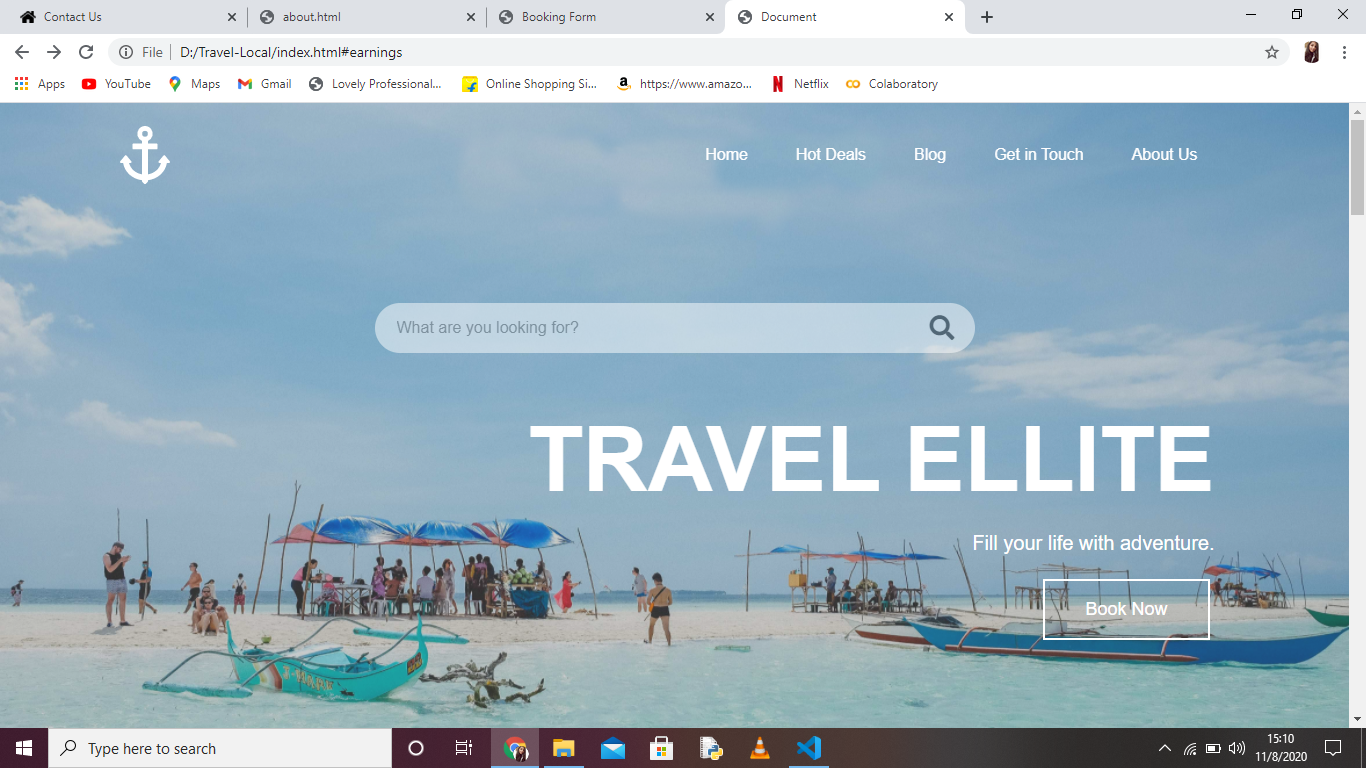 Contact Us
about.html
Booking Form
Document
File
D:/Travel-Local/index.html#earnings
Apps
YouTube
Maps
Gmail
Lovely Professional...
Online Shopping Si...
https://www.amazo...
Netflix
Colaboratory
Home
Hot Deals
Blog
Get in Touch
About Us
What are you looking for?
TRAVEL ELLITE
Fill your life with adventure.
Book Now
Type here to search
15:10
11/8/2020